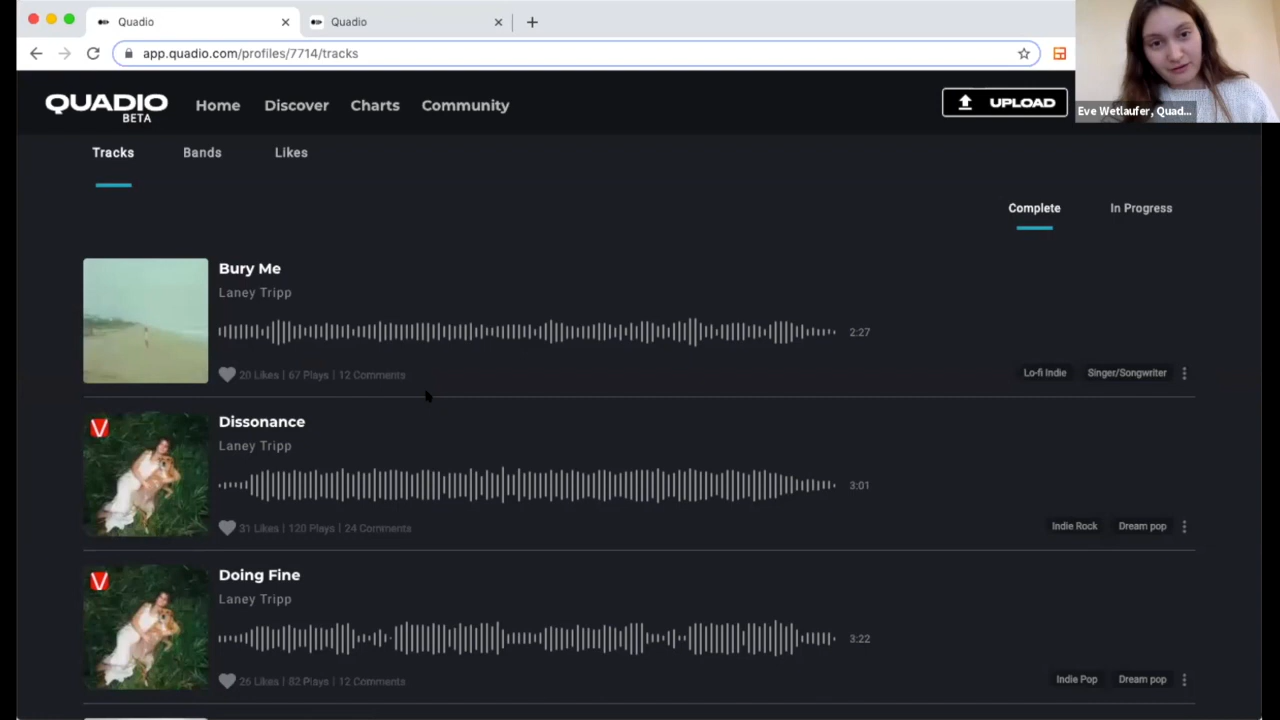 Quadio
Quadio
app.quadio.com/profiles/7714/tracks
Eve Wetlaufer, Quad...
QUADIO
BETA
Home
Discover
Charts
Community
UPLOAD
Tracks
Bands
Likes
Complete
In Progress
Bury Me
Laney Tripp
2:27
20 Likes | 67 Plays | 12 Comments
Lo-fi Indie
Singer/Songwriter
V
Dissonance
Laney Tripp
3:01
31 Likes | 120 Plays | 24 Comments
Indie Rock
Dream pop
V
Doing Fine
Laney Tripp
3:22
26 Likes | 82 Plays | 12 Comments
Indie Pop
Dream pop